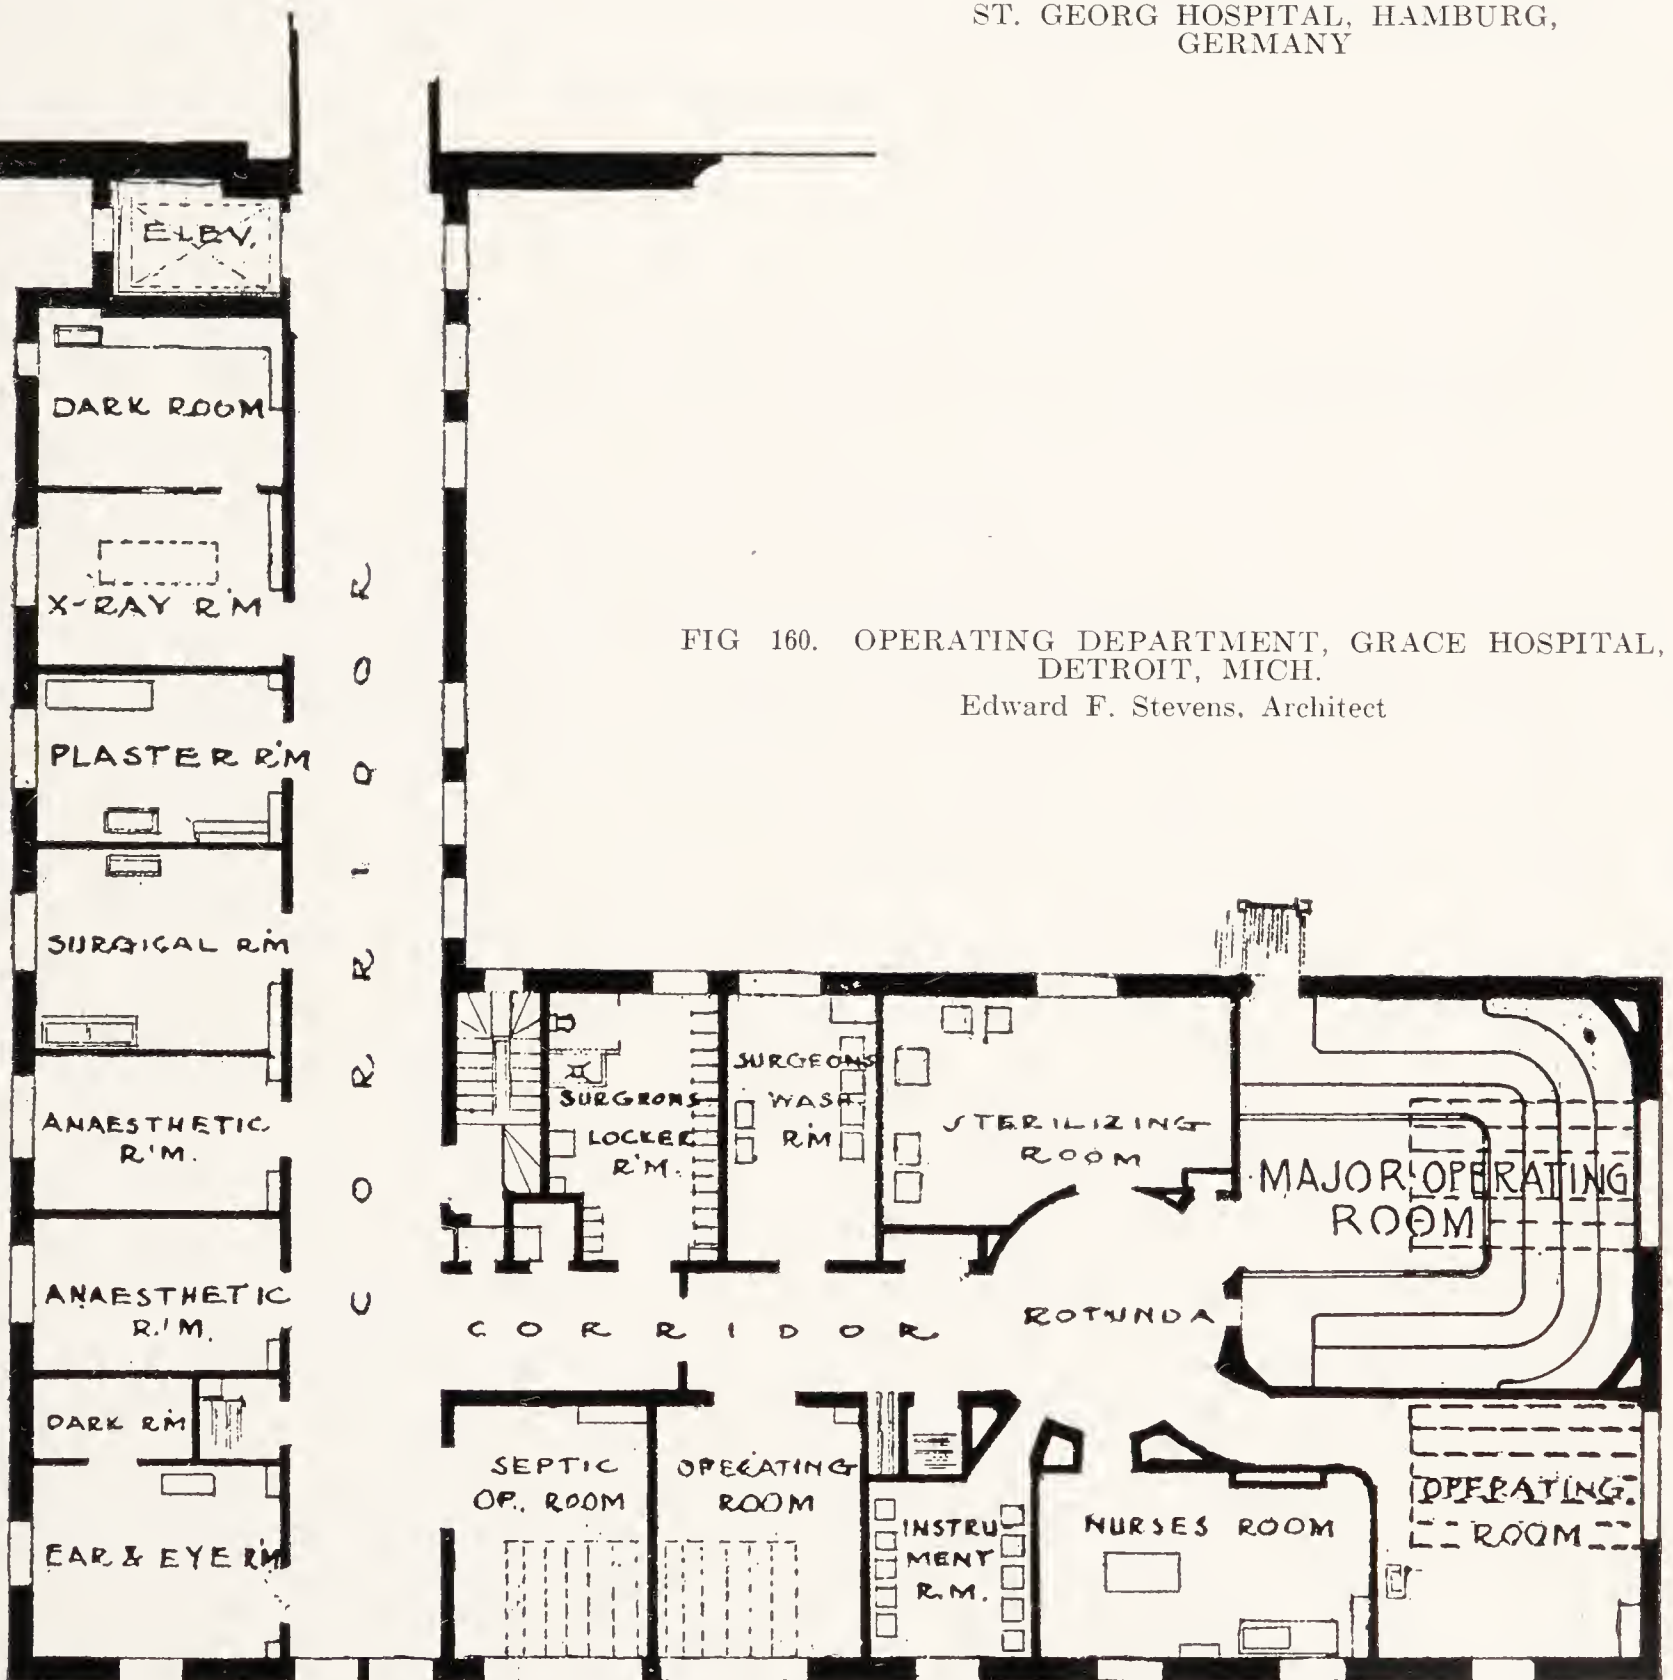 ST. GEORG HOSPITAL, HAMBURG,
GERMANY
ELEV.
DARK ROOM
X-RAY R'M
FIG 160. OPERATING DEPARTMENT, GRACE HOSPITAL,
DETROIT, MICH.
Edward F. Stevens, Architect
PLASTER R'M
SURGICAL R'M
CORRIDOR
ANAESTHETIC
R'M.
ANAESTHETIC
R'M.
DARK R'M
EAR & EYE R'M
SURGEONS
LOCKER
R'M.
SURGEONS
WASH
R'M
STERILIZING
ROOM
MAJOR OPERATING
ROOM
CORRIDOR
ROTUNDA
SEPTIC
OP. ROOM
OPERATING
ROOM
INSTRU
MENT
R.M.
NURSES ROOM
OPERATING
ROOM